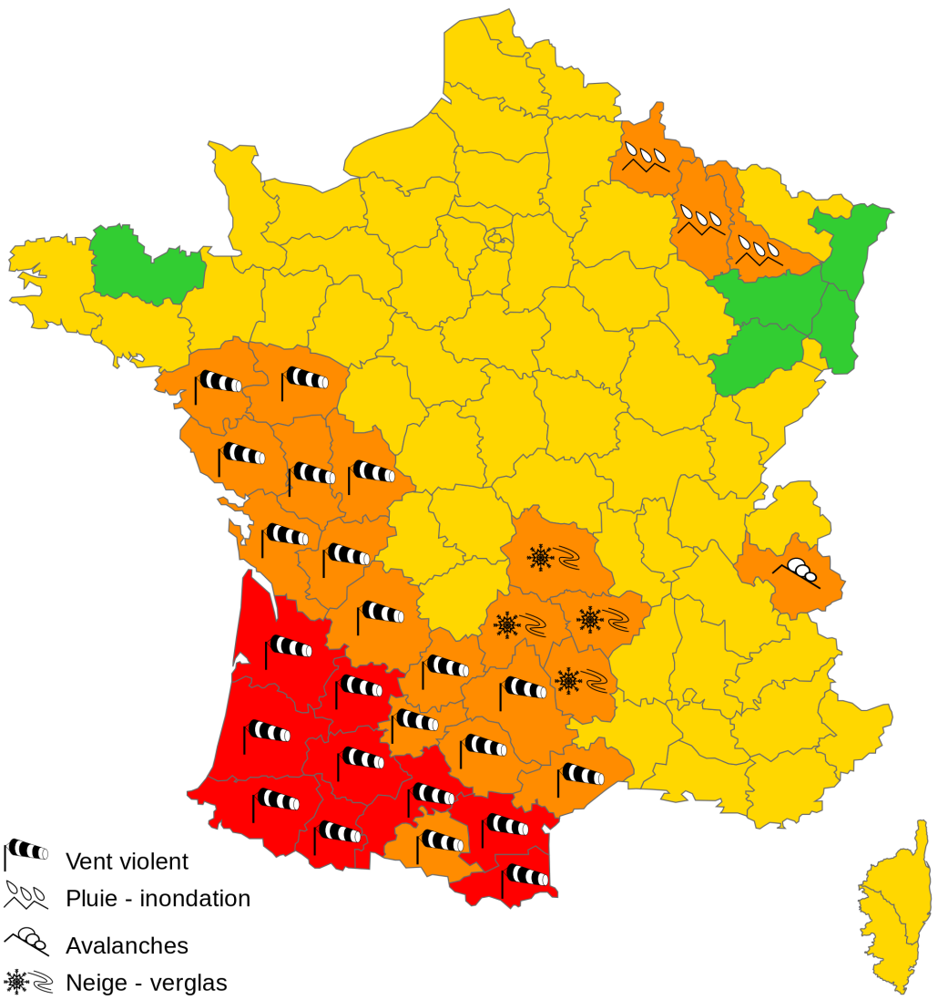 Vent violent
Pluie - inondation
Avalanches
Neige - verglas